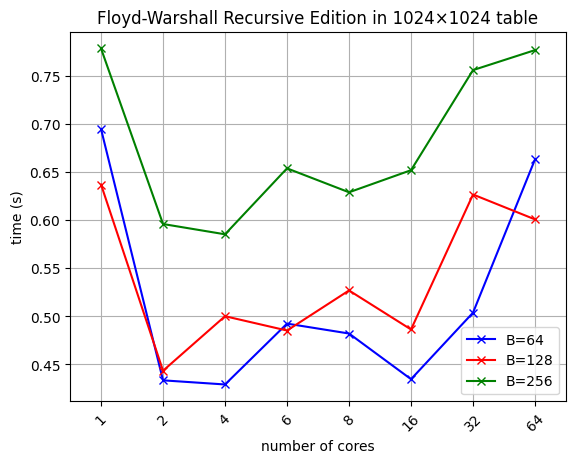 Floyd-Warshall Recursive Edition in 1024×1024 table
time (s)
0.75
0.70
0.65
0.60
0.55
0.50
0.45
B=64
B=128
B=256
1 2 4 6 8 16 32 64
number of cores